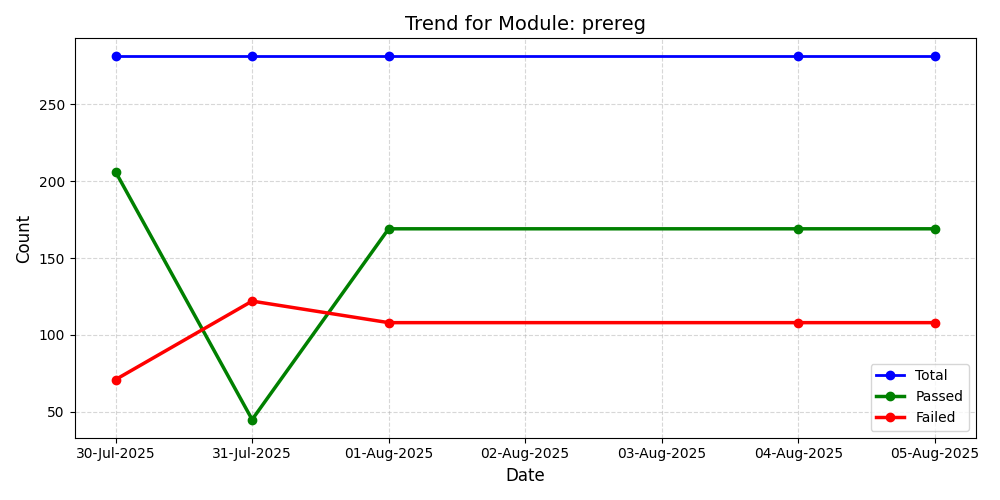 Trend for Module: prereg
Count
250
200
150
100
50
Total
Passed
Failed
30-Jul-2025 31-Jul-2025 01-Aug-2025 02-Aug-2025 03-Aug-2025 04-Aug-2025 05-Aug-2025
Date